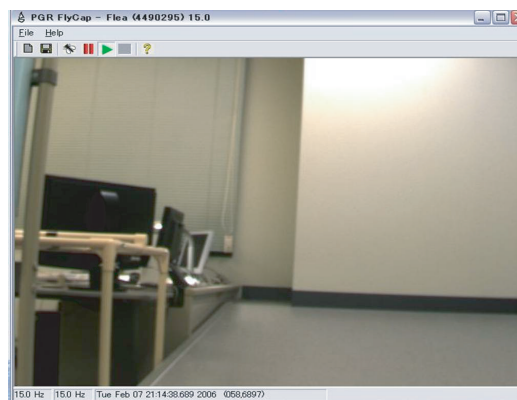 PGR FlyCap - Flea (4490295) 15.0
File Help
15.0 Hz 15.0 Hz Tue Feb 07 21:14:38.689 2006 (058,6897)